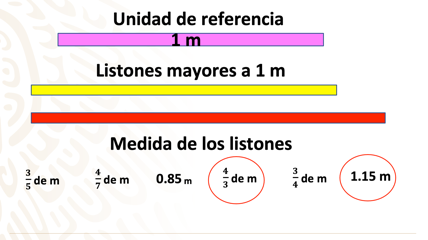 Unidad de referencia
1 m
Listones mayores a 1 m
Medida de los listones
3/5 de m 4/7 de m 0.85 m 4/3 de m 3/4 de m 1.15 m